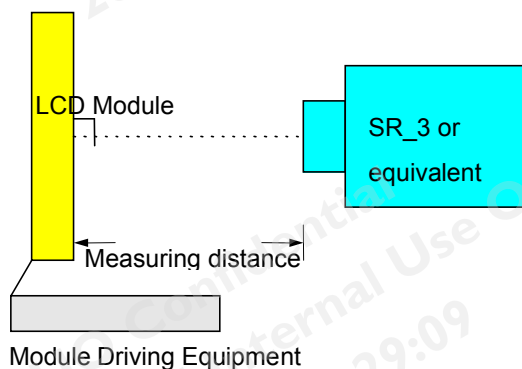 LCD Module
SR_3 or
equivalent
Measuring distance
Module Driving Equipment